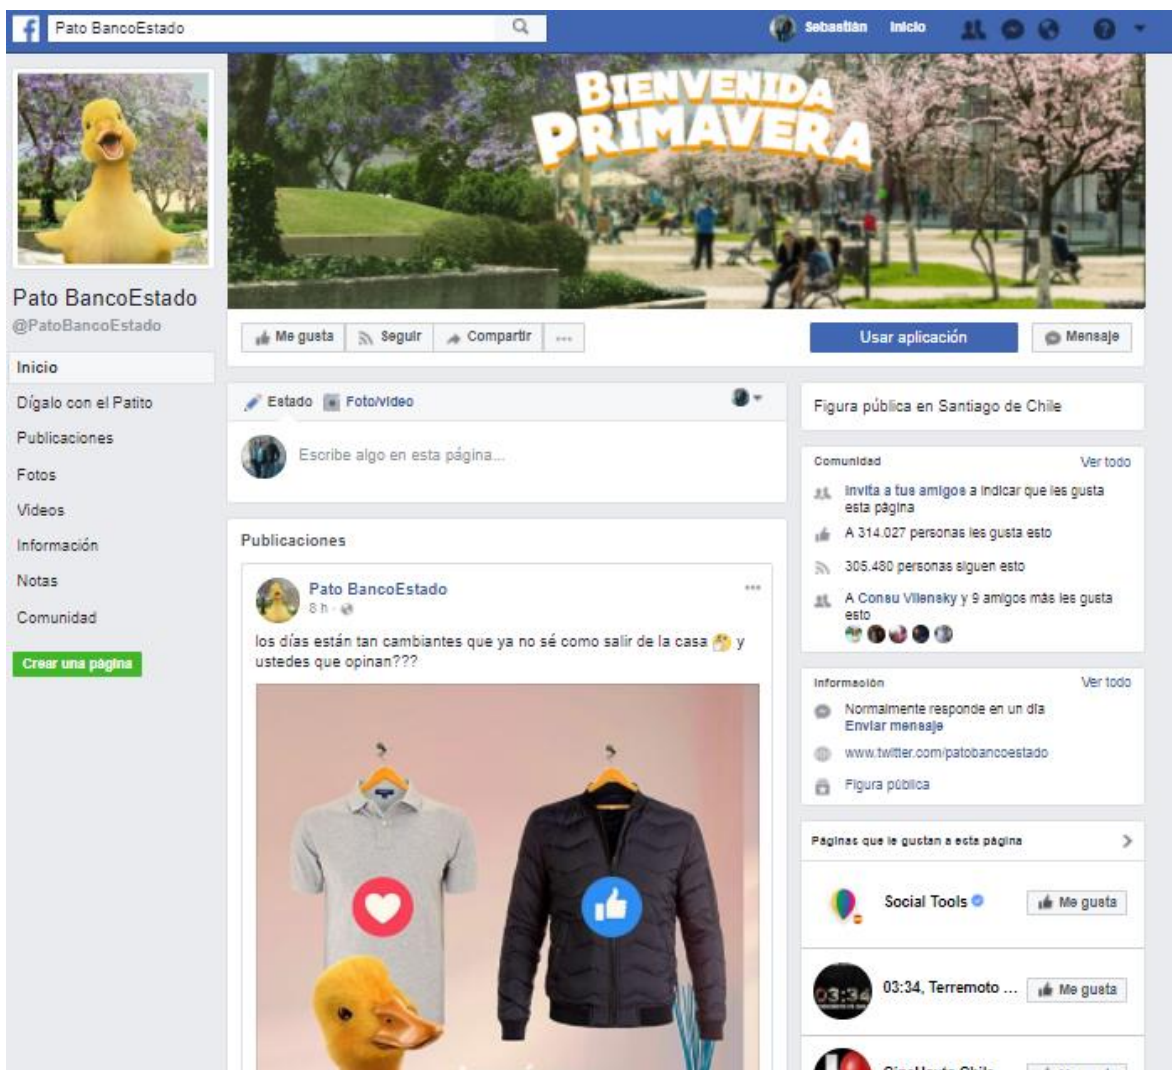 Pato BancoEstado
Sebastián Inicio
BIENVENIDA
PRIMAVERA
Pato BancoEstado
@PatoBancoEstado
Inicio
Dígalo con el Patito
Publicaciones
Fotos
Videos
Información
Notas
Comunidad
Crear una página
Me gusta Seguir Compartir ...
Usar aplicación Mensaje
Estado Foto/video
Escribe algo en esta página...
Publicaciones
Pato BancoEstado
8 h
los días están tan cambiantes que ya no sé como salir de la casa 🤔 y
ustedes que opinan???
Figura pública en Santiago de Chile
Comunidad Ver todo
Invita a tus amigos a indicar que les gusta
esta página
A 314.027 personas les gusta esto
305.480 personas siguen esto
A Consu Vilensky y 9 amigos más les gusta
esto
Información Ver todo
Normalmente responde en un día
Enviar mensaje
www.twitter.com/patobancoestado
Figura pública
Páginas que le gustan a esta página
Social Tools Me gusta
03:34
03:34, Terremoto ... Me gusta